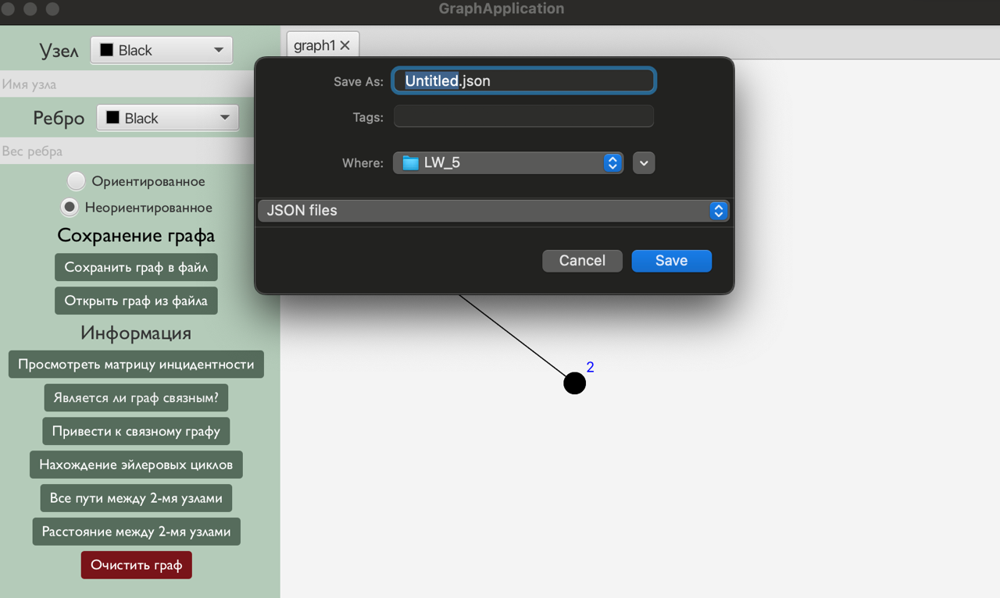 GraphApplication
Узел
Black
Имя узла
Ребро
Black
Вес ребра
Ориентированное
Неориентированное
Сохранение графа
Сохранить граф в файл
Открыть граф из файла
Информация
Просмотреть матрицу инцидентности
Является ли граф связным?
Привести к связному графу
Нахождение эйлеровых циклов
Все пути между 2-мя узлами
Расстояние между 2-мя узлами
Очистить граф
graph1
Save As: Untitled.json
Tags:
Where: LW_5
JSON files
Cancel Save
2